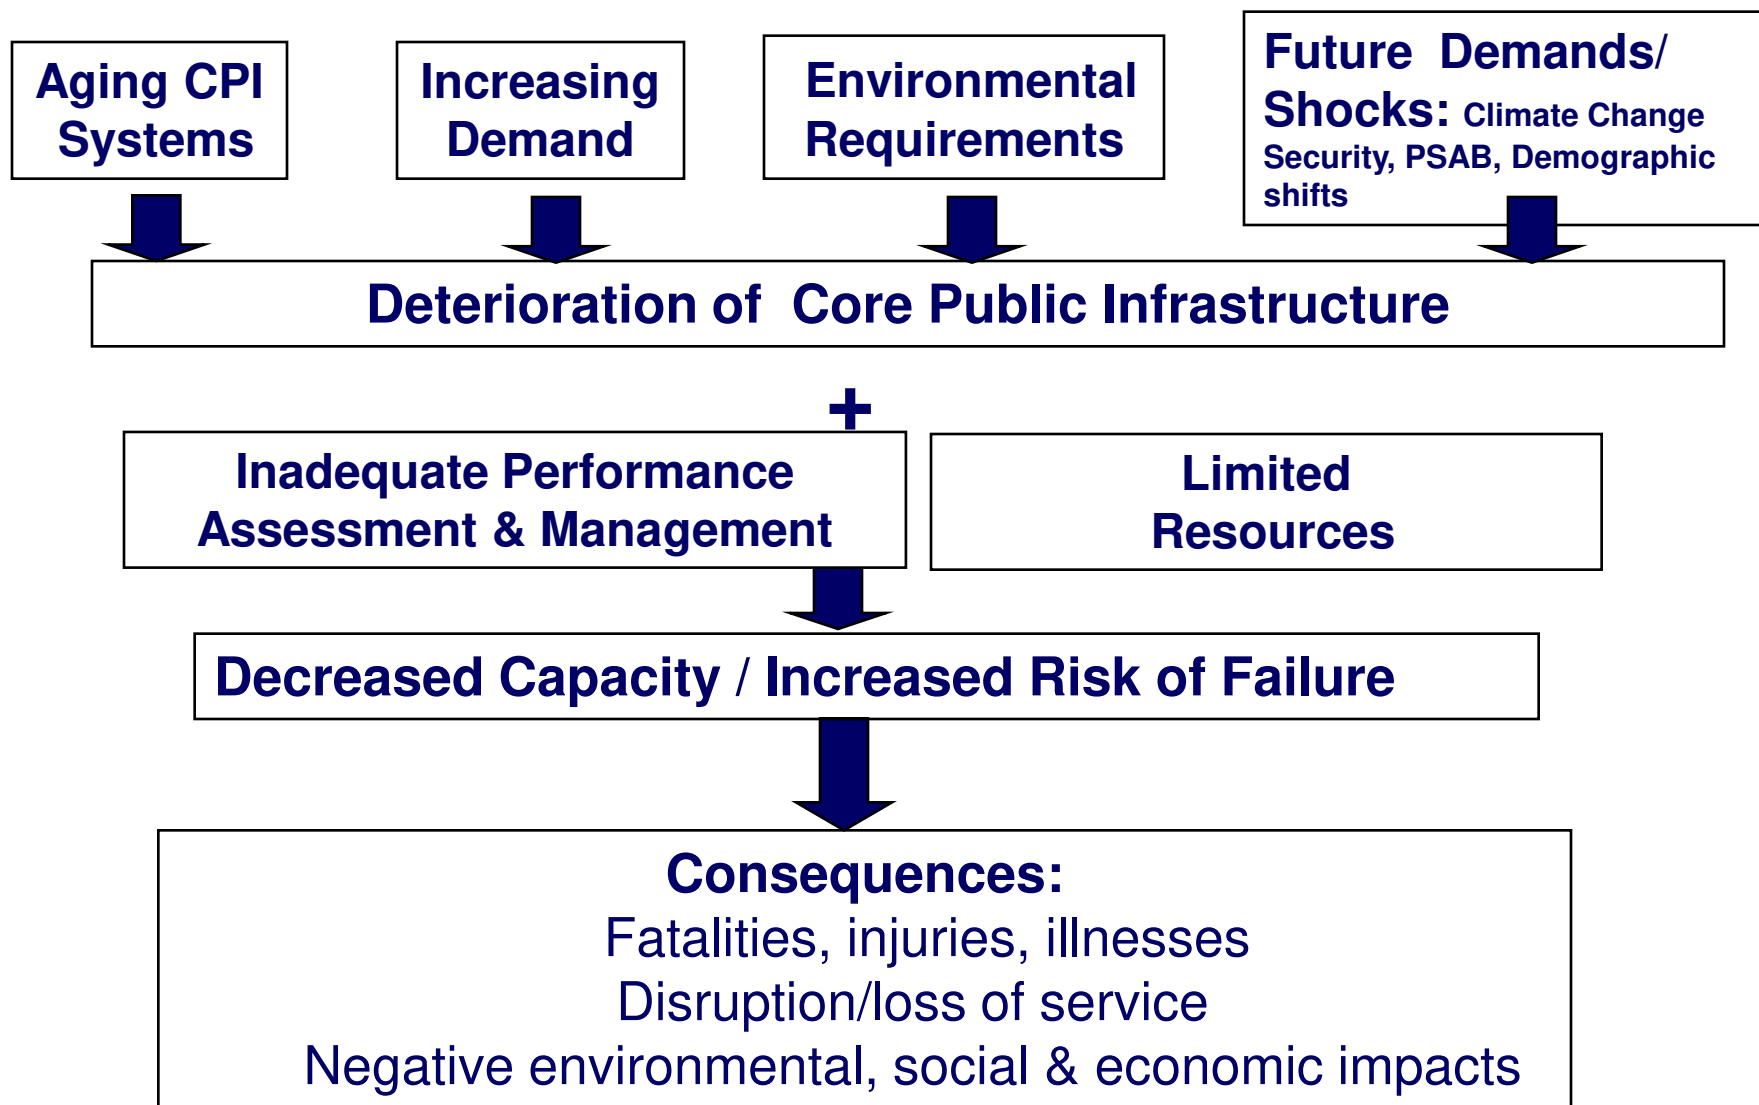 Aging CPI
Systems
Increasing
Demand
Environmental
Requirements
Future Demands/
Shocks: Climate Change
Security, PSAB, Demographic
shifts
Deterioration of Core Public Infrastructure
+
Inadequate Performance
Assessment & Management
Limited
Resources
Decreased Capacity / Increased Risk of Failure
Consequences:
Fatalities, injuries, illnesses
Disruption/loss of service
Negative environmental, social & economic impacts